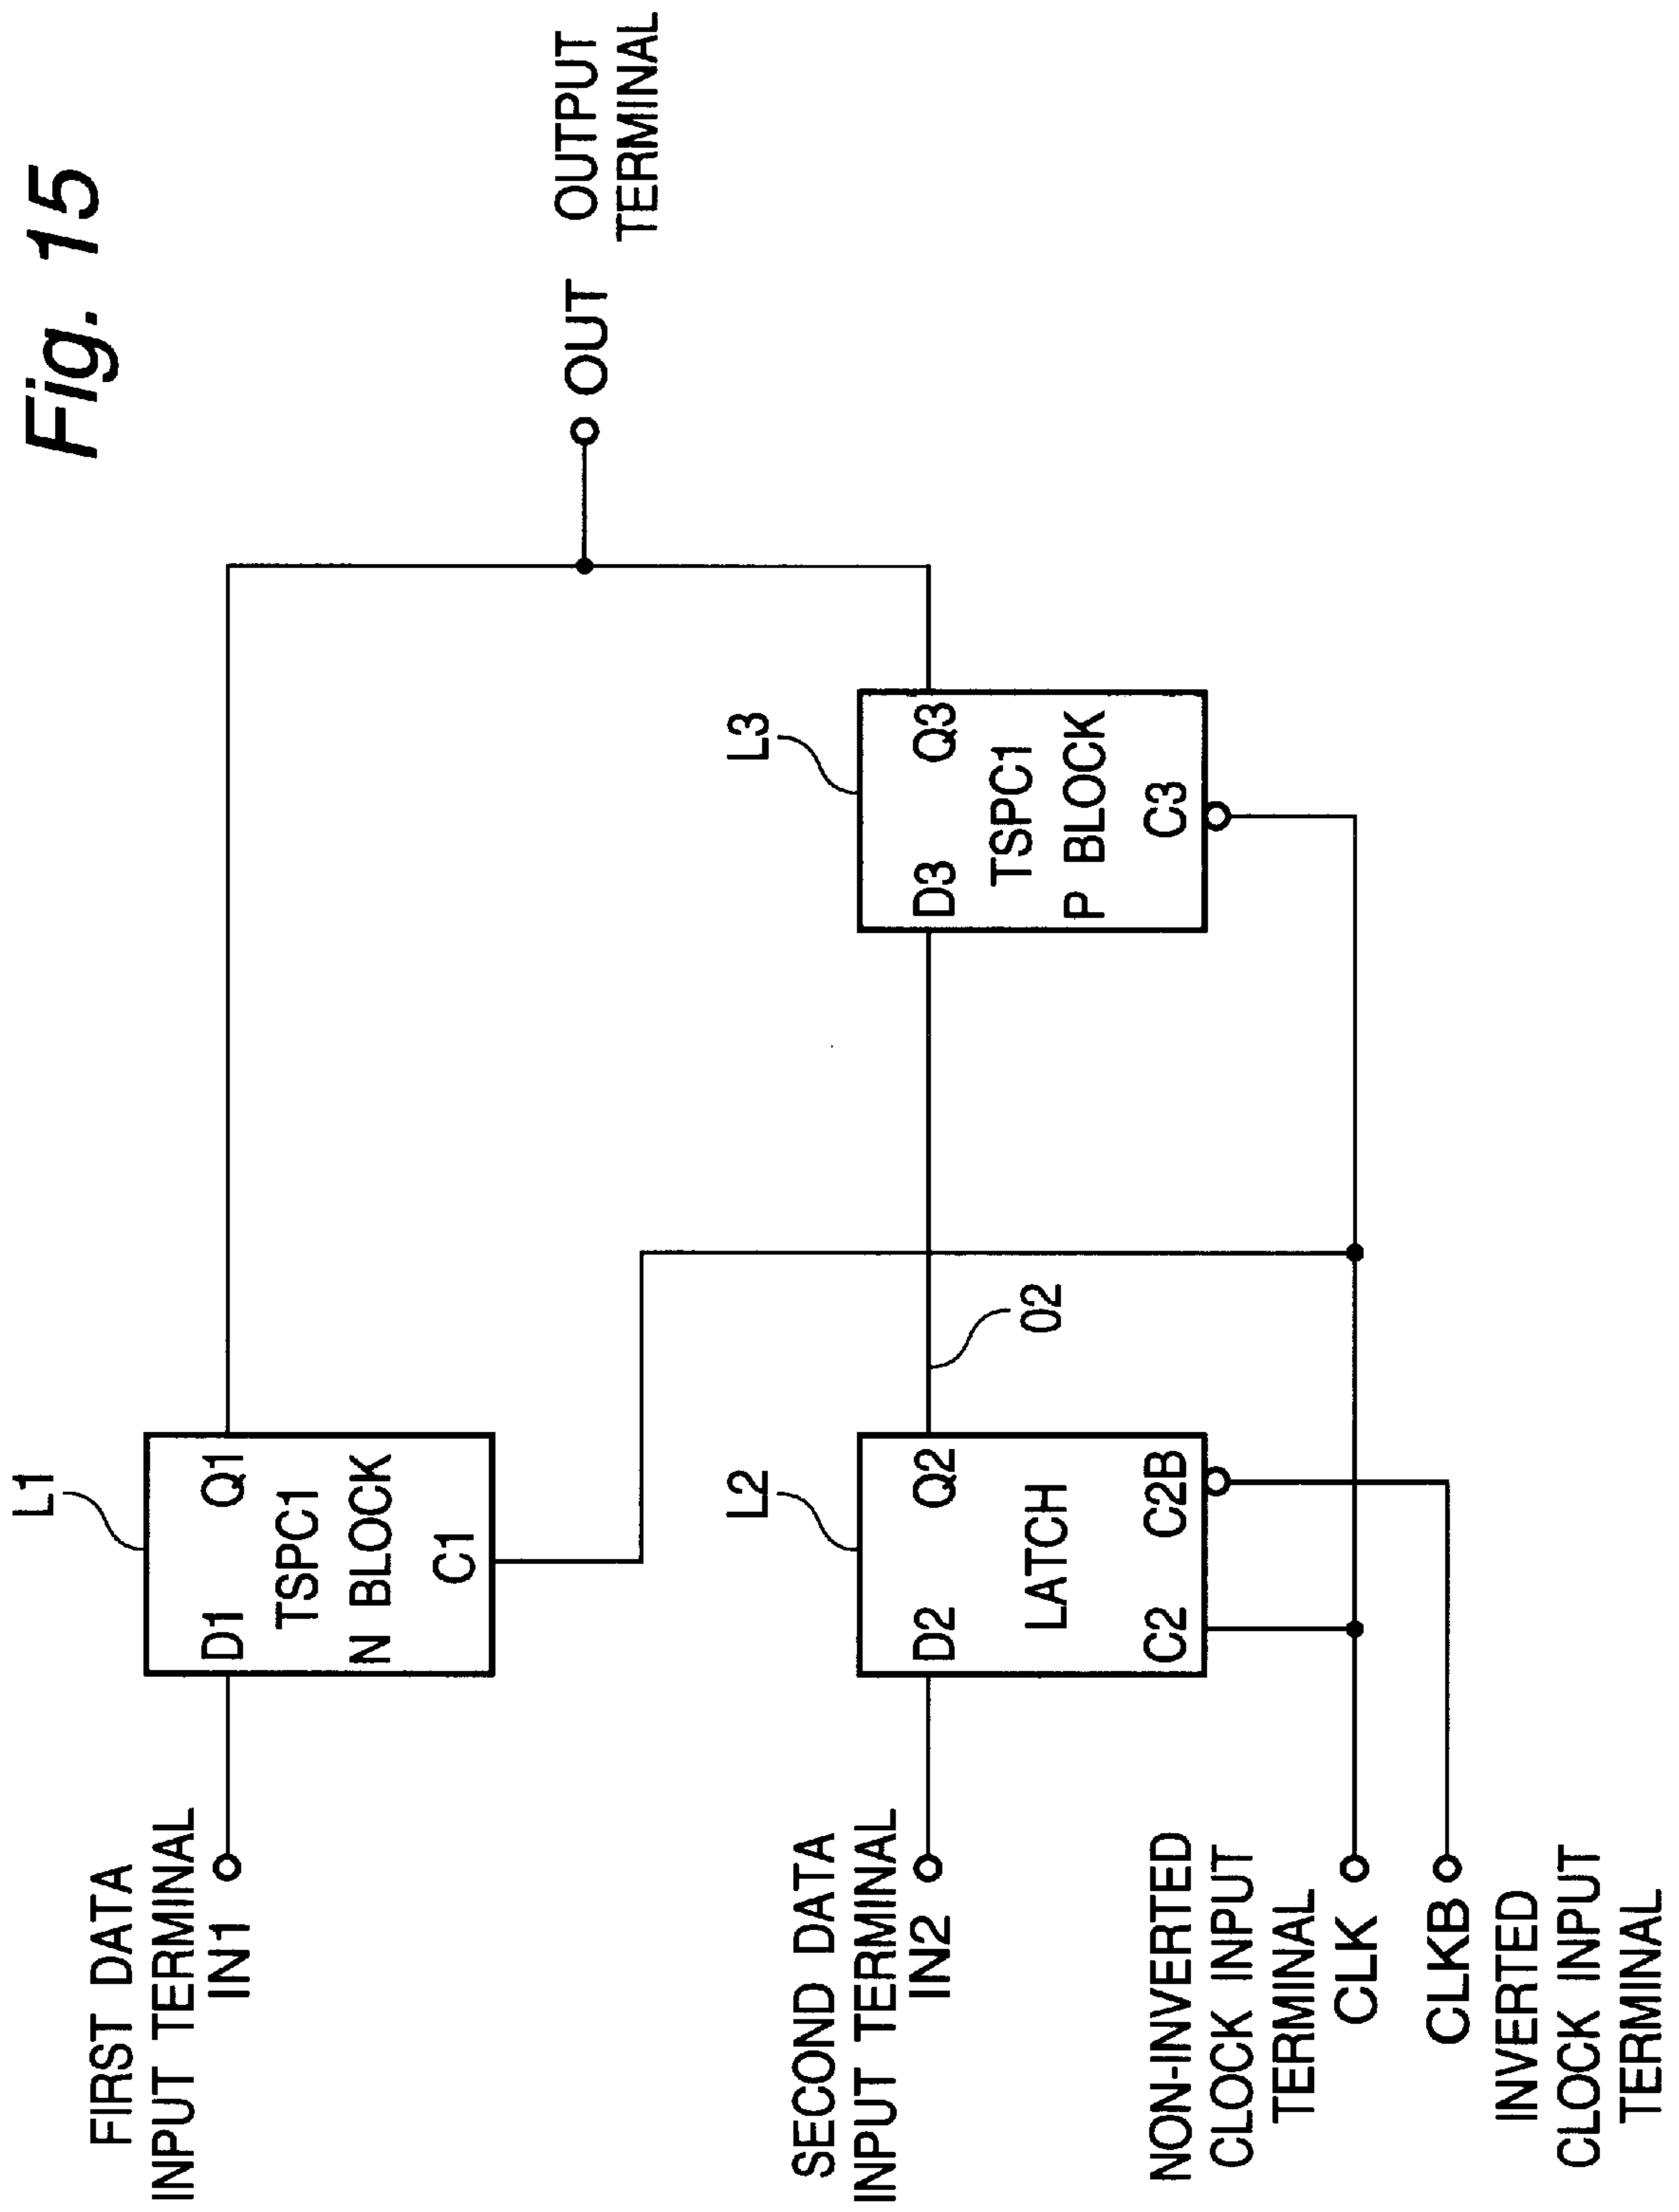 Fig. 15
FIRST DATA
INPUT TERMINAL
IN1
L1
D1 Q1
TSPC1
N BLOCK
C1
OUT OUTPUT
TERMINAL
SECOND DATA
INPUT TERMINAL
IN2
L2
D2 Q2
LATCH
C2 C2B
O2
L3
D3 Q3
TSPC1
P BLOCK
C3
NON-INVERTED
CLOCK INPUT
TERMINAL
CLK
CLKB
INVERTED
CLOCK INPUT
TERMINAL